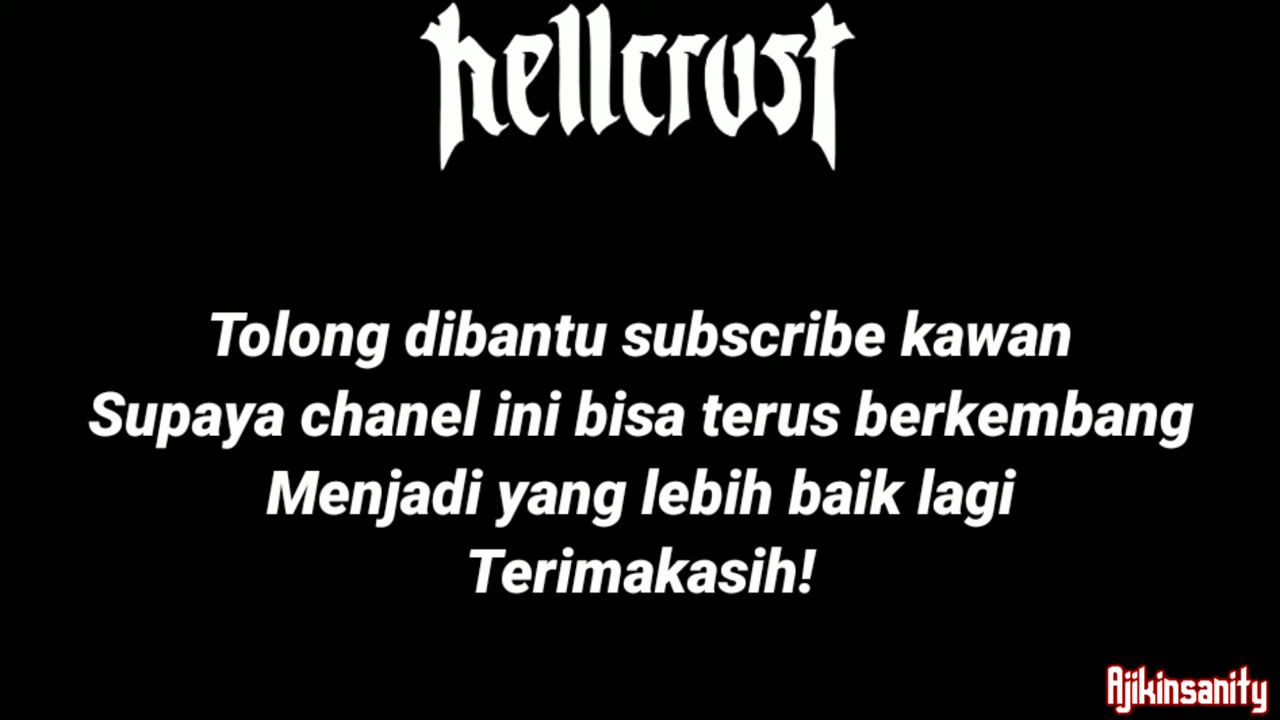 hellcrust
Tolong dibantu subscribe kawan
Supaya chanel ini bisa terus berkembang
Menjadi yang lebih baik lagi
Terimakasih!
Ajikinsanity